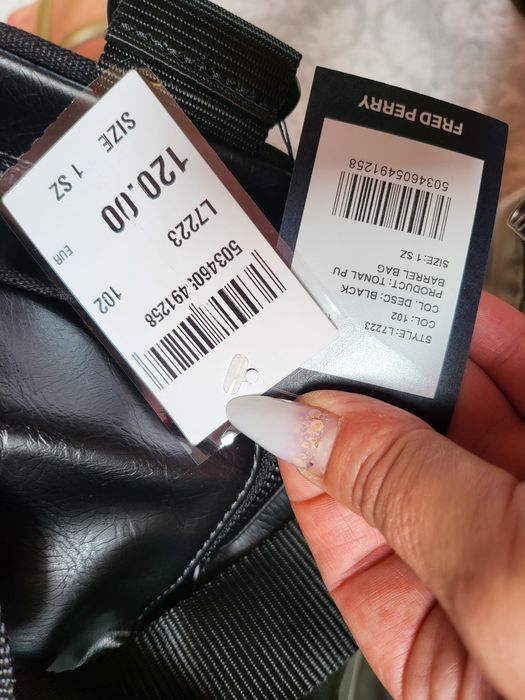 SIZE
1 SZ
120.00
EUR
L7223
102
503460 491258
FRED PERRY
STYLE: L7223
COL: 102
COL. DESC: BLACK
PRODUCT: TONAL PU
BARREL BAG
SIZE: 1 SZ
5034605491258